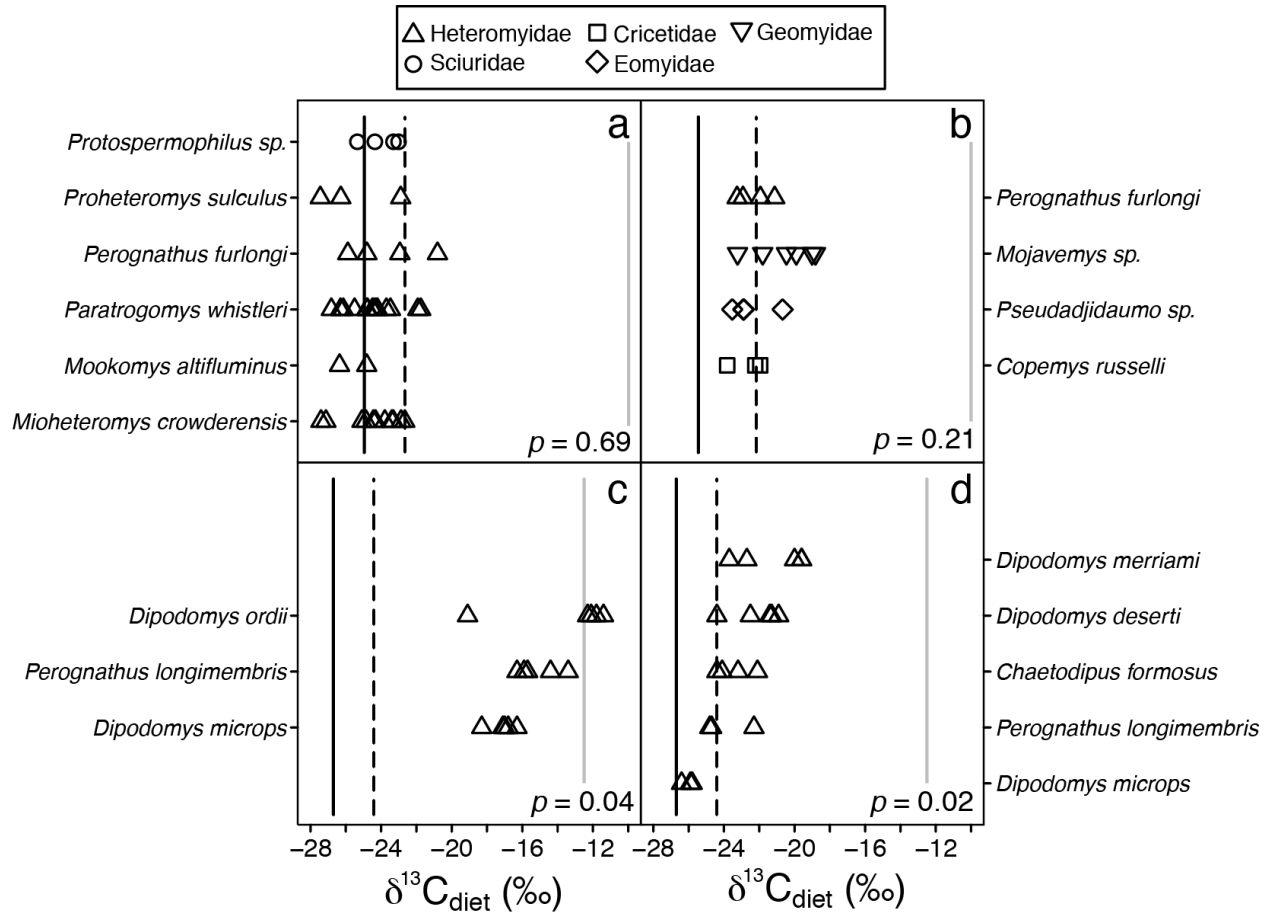 Heteromyidae Cricetidae Geomyidae
Sciuridae Eomyidae
a
b
Protospermophilus sp.
Proheteromys sulculus
Perognathus furlongi
Paratrogomys whistleri
Mookomys altifluminus
Mioheteromys crowderensis
p = 0.69
Perognathus furlongi
Mojavemys sp.
Pseudadjidaumo sp.
Copemys russelli
p = 0.21
c
d
Dipodomys ordii
Perognathus longimembris
Dipodomys microps
p = 0.04
Dipodomys merriami
Dipodomys deserti
Chaetodipus formosus
Perognathus longimembris
Dipodomys microps
p = 0.02
−28 −24 −20 −16 −12 −28 −24 −20 −16 −12
δ¹³Cdiet (‰) δ¹³Cdiet (‰)